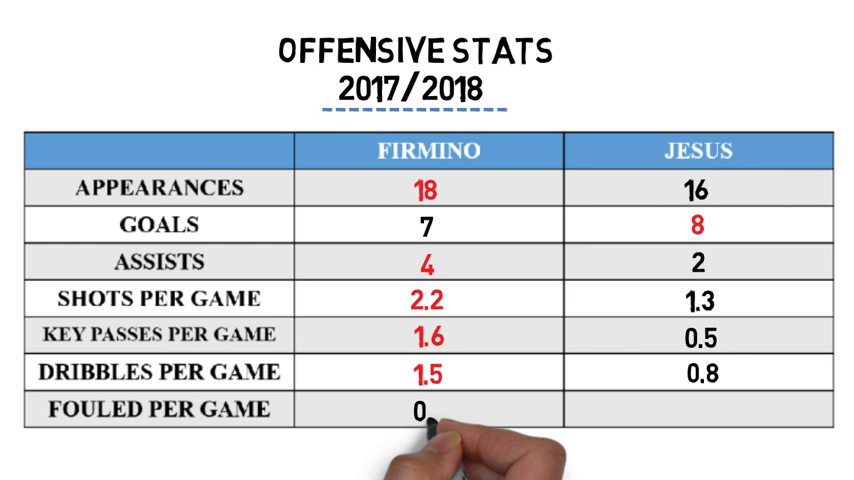 OFFENSIVE STATS
2017/2018
FIRMINO JESUS
APPEARANCES 18 16
GOALS 7 8
ASSISTS 4 2
SHOTS PER GAME 2.2 1.3
KEY PASSES PER GAME 1.6 0.5
DRIBBLES PER GAME 1.5 0.8
FOULED PER GAME 0.